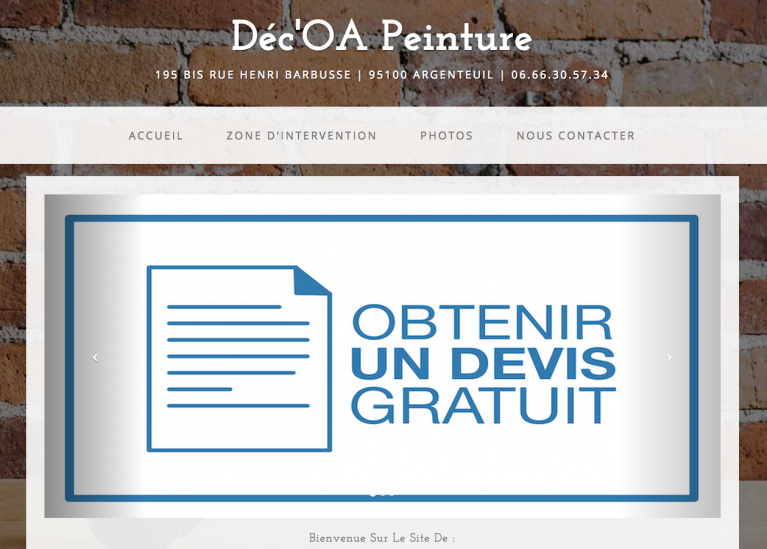 Déc'OA Peinture
195 BIS RUE HENRI BARBUSSE | 95100 ARGENTEUIL | 06.66.30.57.34
ACCUEIL ZONE D'INTERVENTION PHOTOS NOUS CONTACTER
OBTENIR
UN DEVIS
GRATUIT
Bienvenue Sur Le Site De :